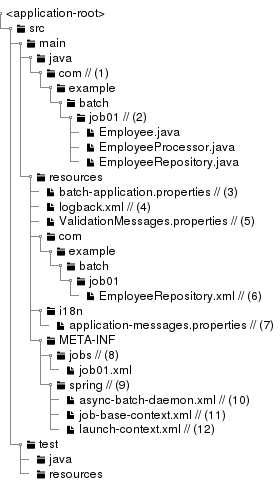 <application-root>
src
main
java
com // (1)
example
batch
job01 // (2)
Employee.java
EmployeeProcessor.java
EmployeeRepository.java
resources
batch-application.properties // (3)
logback.xml // (4)
ValidationMessages.properties // (5)
com
example
batch
job01
EmployeeRepository.xml // (6)
i18n
application-messages.properties // (7)
META-INF
jobs // (8)
job01.xml
spring // (9)
async-batch-daemon.xml // (10)
job-base-context.xml // (11)
launch-context.xml // (12)
test
java
resources